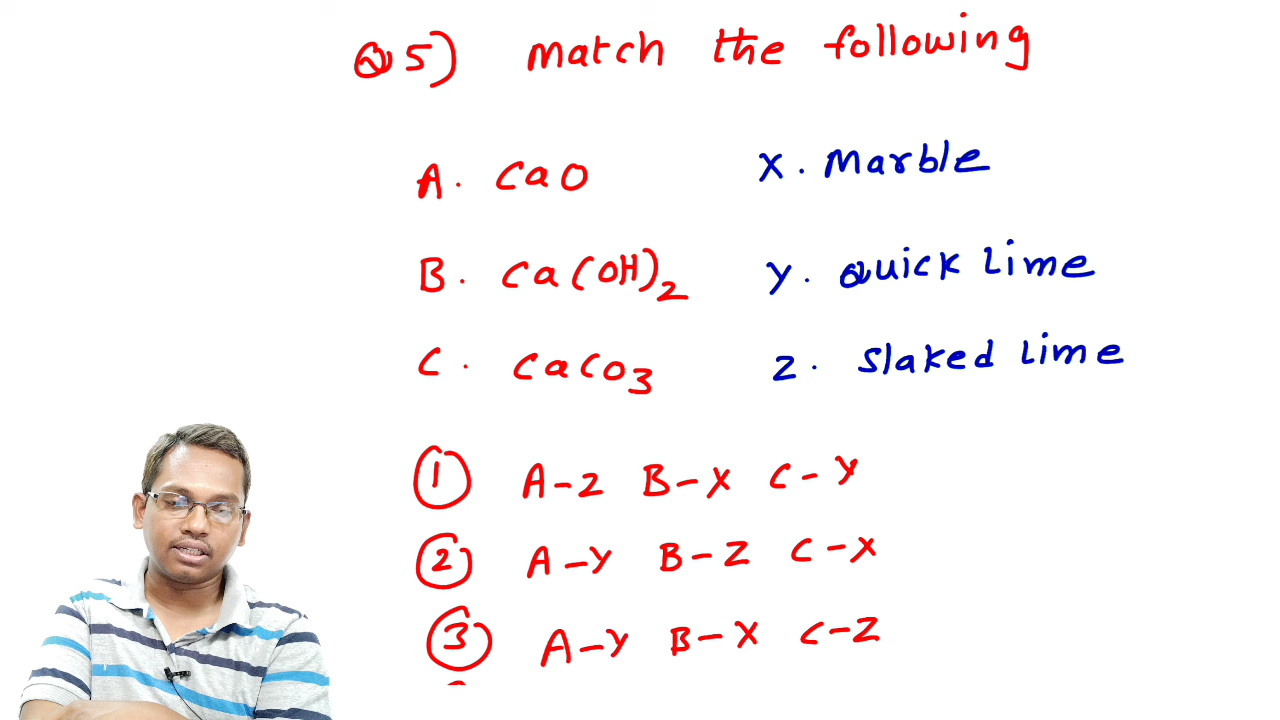 Q5) Match the following
A. CaO X. Marble
B. Ca(OH)2 Y. Quick Lime
C. CaCO3 Z. Slaked Lime
1 A-Z B-X C-Y
2 A-Y B-Z C-X
3 A-Y B-X C-Z